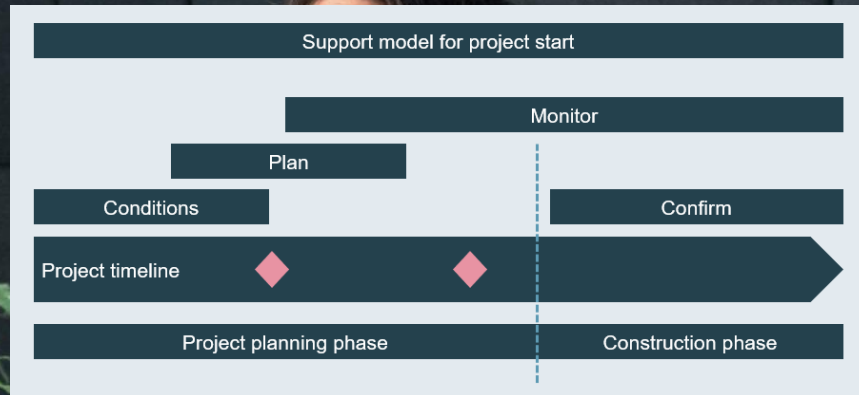 Support model for project start
Monitor
Plan
Conditions
Confirm
Project timeline
Project planning phase
Construction phase